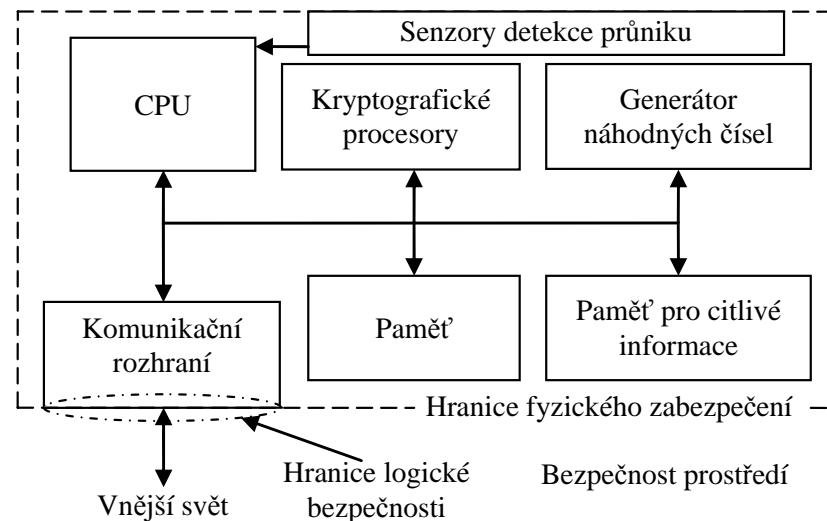 Senzory detekce průniku
CPU
Kryptografické
procesory
Generátor
náhodných čísel
Komunikační
rozhraní
Paměť
Paměť pro citlivé
informace
Hranice fyzického zabezpečení
Hranice logické
bezpečnosti
Bezpečnost prostředí
Vnější svět